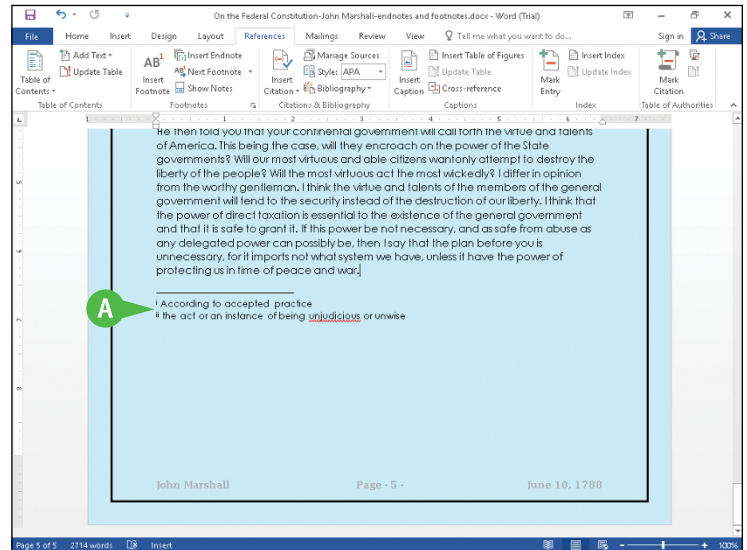 On the Federal Constitution-John Marshall-endnotes and footnotes.docx - Word (Trial)
File Home Insert Design Layout References Mailings Review View Tell me what you want to do... Sign in Share
Table of Contents
Add Text
Update Table
Table of Contents
AB1 Insert Footnote
Insert Endnote
Next Footnote
Show Notes
Footnotes
Insert Citation
Manage Sources
Style: APA
Bibliography
Citations & Bibliography
Insert Caption
Insert Table of Figures
Update Table
Cross-reference
Captions
Mark Entry
Insert Index
Update Index
Index
Mark Citation
Table of Authorities
1 1 2 3 4 5 6 7
He then told you that your continental government will call forth the virtue and talents
of America. This being the case, will they encroach on the power of the State
governments? Will our most virtuous and able citizens wantonly attempt to destroy the
liberty of the people? Will the most virtuous act the most wickedly? I differ in opinion
from the worthy gentleman. I think the virtue and talents of the members of the general
government will tend to the security instead of the destruction of our liberty. I think that
the power of direct taxation is essential to the existence of the general government
and that it is safe to grant it. If this power be not necessary, and as safe from abuse as
any delegated power can possibly be, then I say that the plan before you is
unnecessary, for it imports not what system we have, unless it have the power of
protecting us in time of peace and war.
A
i According to accepted practice
ii the act or an instance of being unjudicious or unwise
John Marshall Page - 5 - June 10, 1788
Page 5 of 5 2714 words Insert 100%